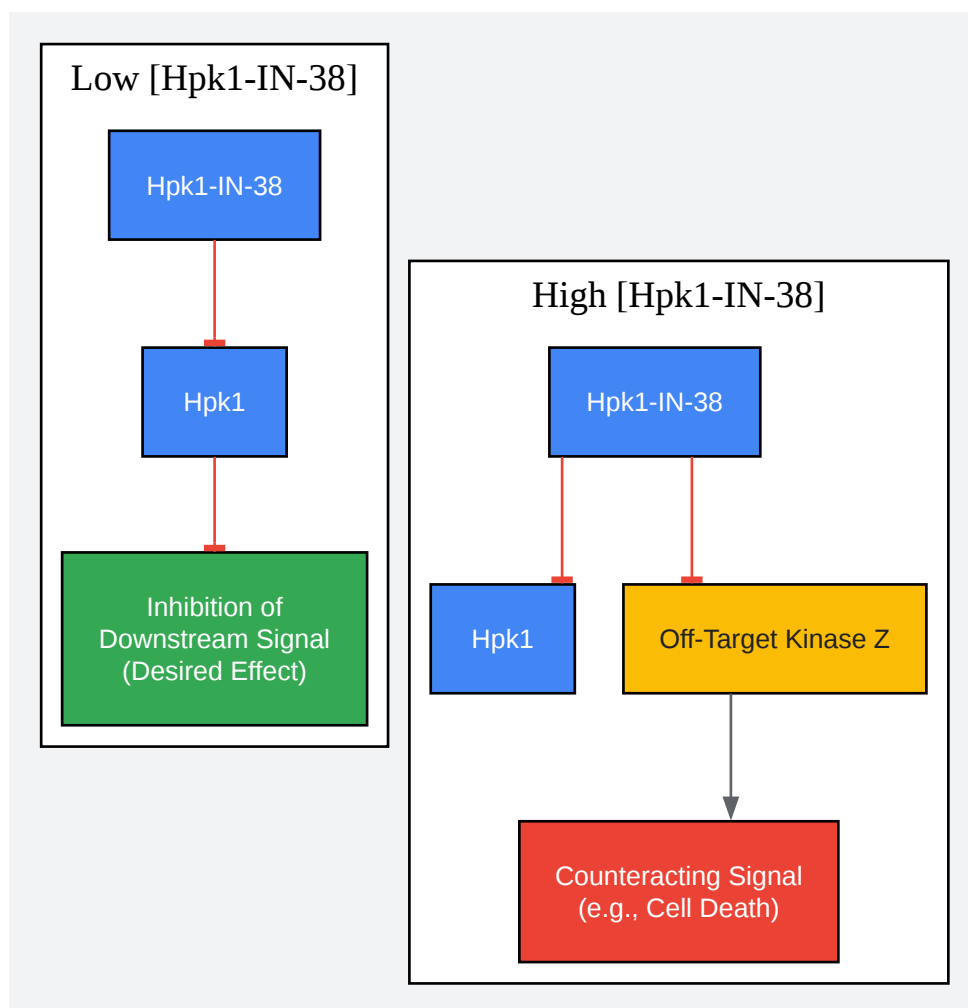 Low [Hpk1-IN-38]
Hpk1-IN-38
Hpk1
Inhibition of
Downstream Signal
(Desired Effect)
High [Hpk1-IN-38]
Hpk1-IN-38
Hpk1
Off-Target Kinase Z
Counteracting Signal
(e.g., Cell Death)